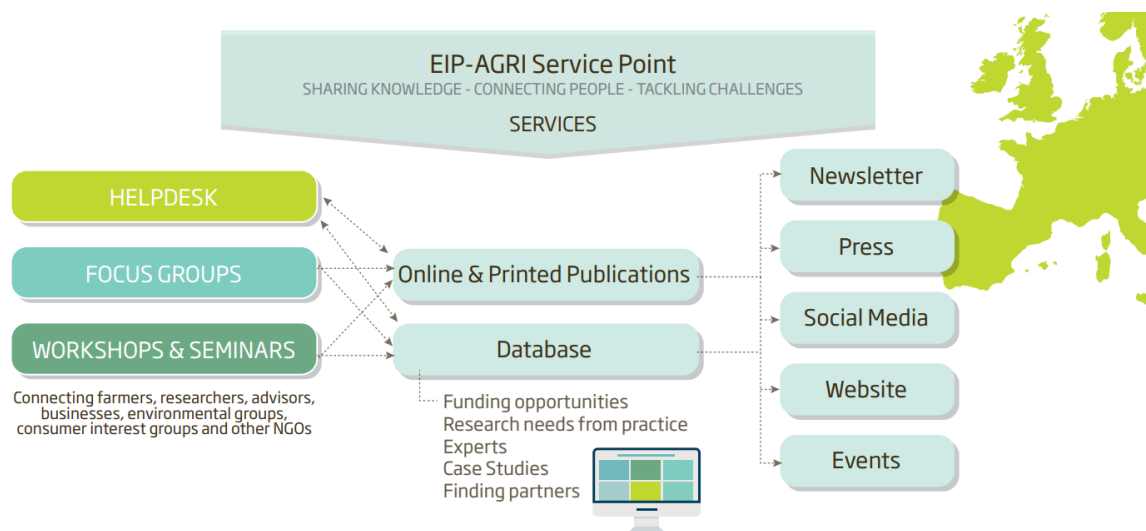 EIP-AGRI Service Point
SHARING KNOWLEDGE - CONNECTING PEOPLE - TACKLING CHALLENGES
SERVICES
HELPDESK
FOCUS GROUPS
WORKSHOPS & SEMINARS
Connecting farmers, researchers, advisors,
businesses, environmental groups,
consumer interest groups and other NGOs
Online & Printed Publications
Database
Funding opportunities
Research needs from practice
Experts
Case Studies
Finding partners
Newsletter
Press
Social Media
Website
Events